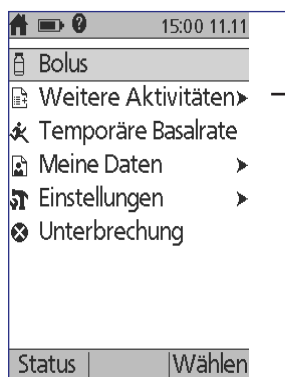 15:00 11.11
Bolus
Weitere Aktivitäten
Temporäre Basalrate
Meine Daten
Einstellungen
Unterbrechung
Status Wählen